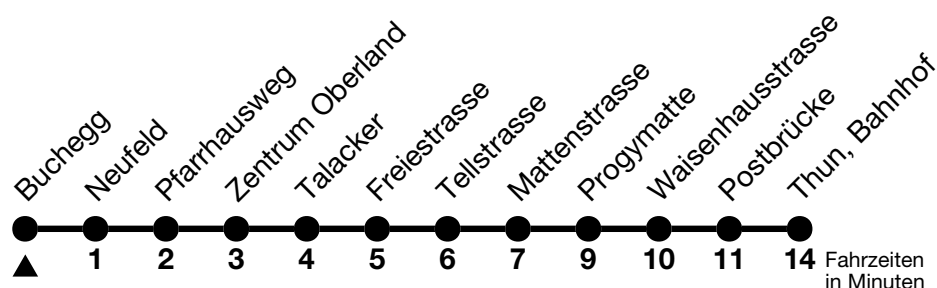 Buchegg
Neufeld
Pfarrhausweg
Zentrum Oberland
Talacker
Freiestrasse
Tellstrasse
Mattenstrasse
Progymatte
Waisenhausstrasse
Postbrücke
Thun, Bahnhof
1 2 3 4 5 6 7 9 10 11 14 Fahrzeiten
in Minuten